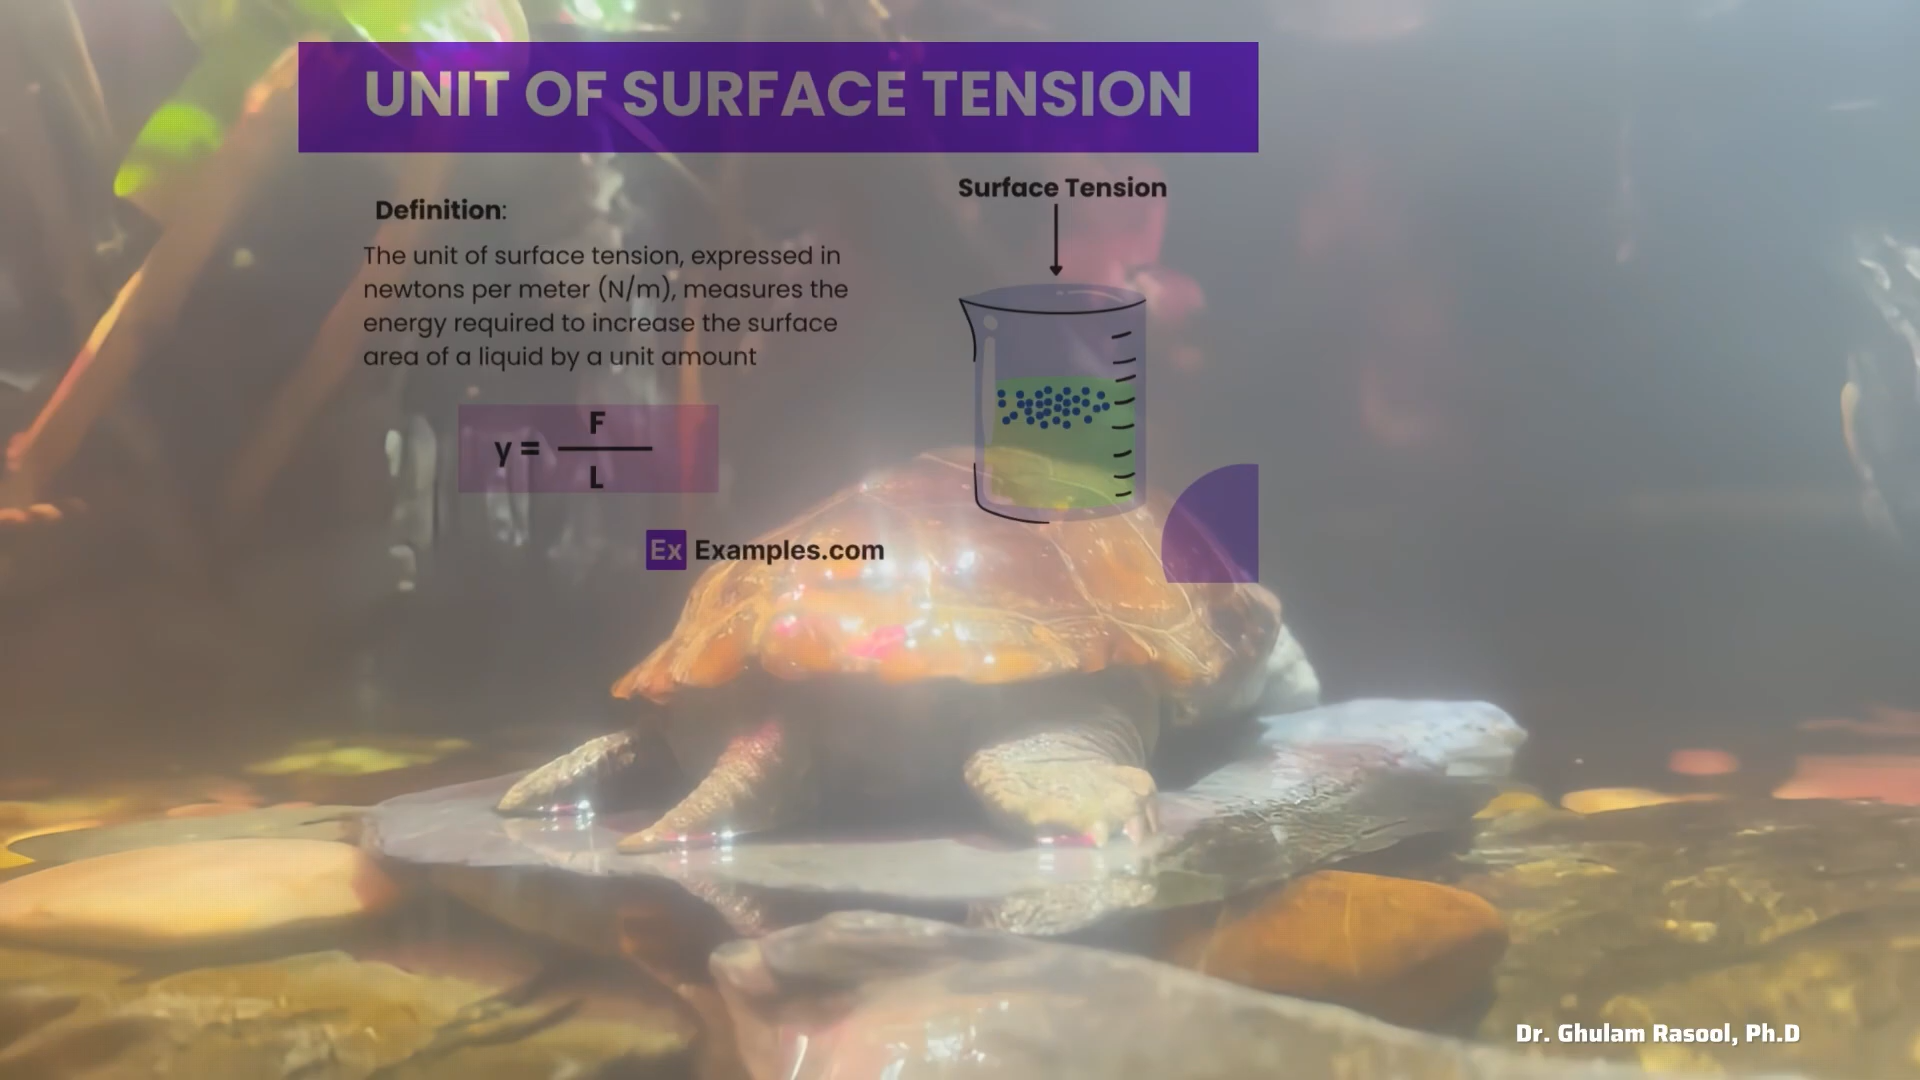 UNIT OF SURFACE TENSION
Definition:
The unit of surface tension, expressed in
newtons per meter (N/m), measures the
energy required to increase the surface
area of a liquid by a unit amount
y = F
L
Surface Tension
Ex Examples.com
Dr. Ghulam Rasool, Ph.D